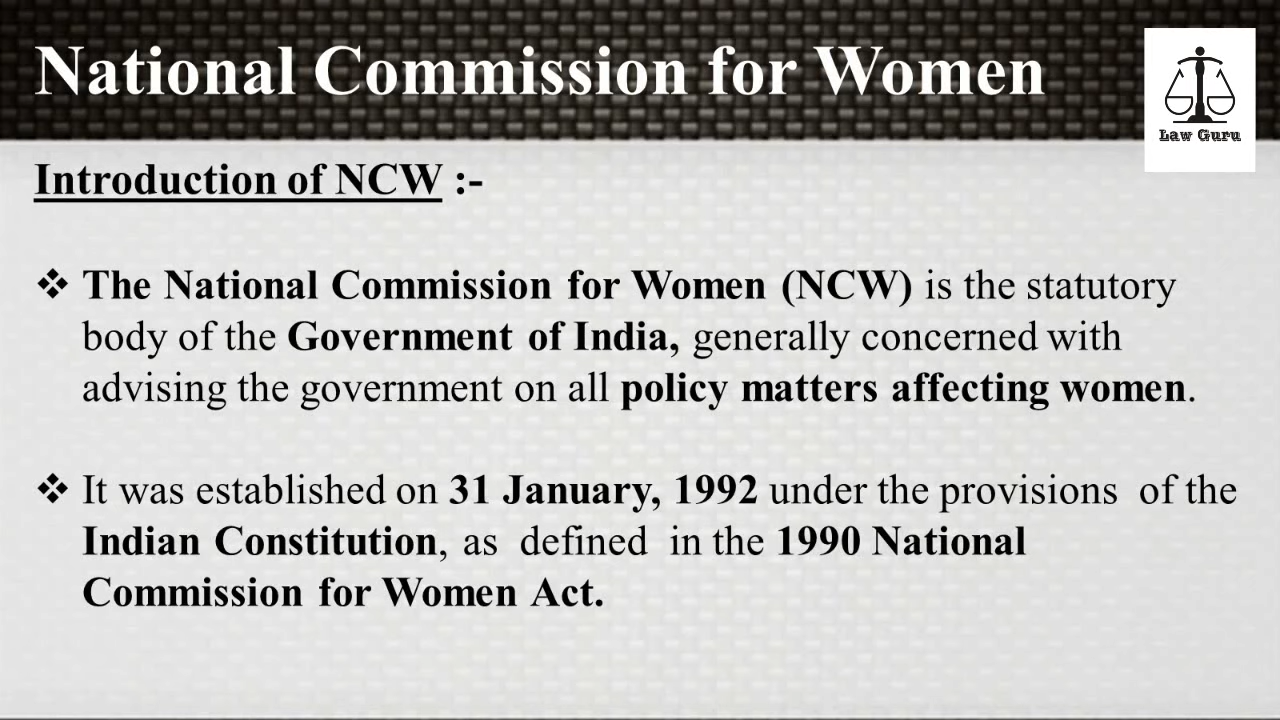 National Commission for Women
Law Guru
Introduction of NCW :-
❖ The National Commission for Women (NCW) is the statutory
body of the Government of India, generally concerned with
advising the government on all policy matters affecting women.
❖ It was established on 31 January, 1992 under the provisions of the
Indian Constitution, as defined in the 1990 National
Commission for Women Act.